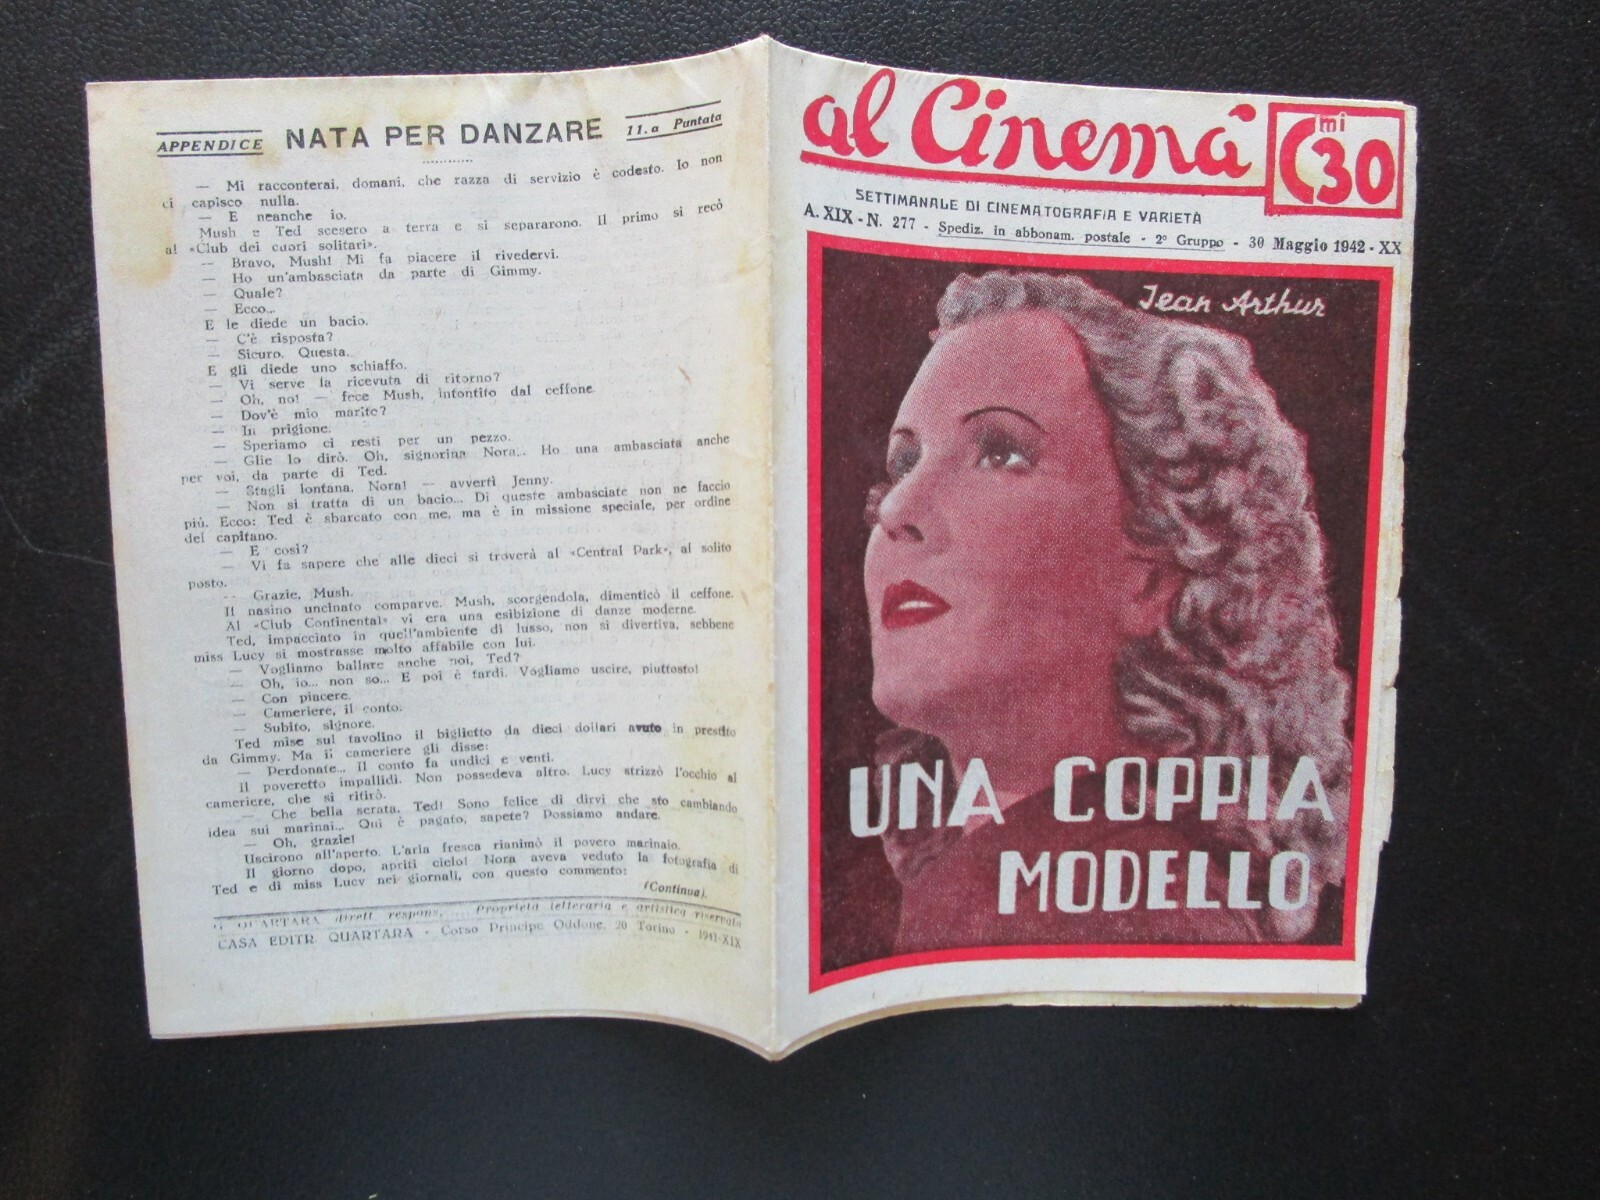 APPENDICE NATA PER DANZARE 11.a Puntata
— Mi racconterai, domani, che razza di servizio è codesto. Io non
ci capisco nulla.
— E neanche io.
Mush e Ted scesero a terra e si separarono. Il primo si recò
al «Club dei cuori solitari».
— Bravo, Mush! Mi fa piacere il rivedervi.
— Ho un'ambasciata da parte di Gimmy.
— Quale?
— Ecco...
E le diede un bacio.
— C'è risposta?
— Sicuro. Questa.
E gli diede uno schiaffo.
— Vi serve la ricevuta di ritorno?
— Oh, no! — fece Mush, intontito dal ceffone.
— Dov'è mio marito?
— In prigione.
— Speriamo ci resti per un pezzo.
— Glie lo dirò. Oh, signorina Nora... Ho una ambasciata anche
per voi, da parte di Ted.
— Stagli lontana, Nora! — avvertì Jenny.
— Non si tratta di un bacio... Di queste ambasciate non ne faccio
più. Ecco: Ted è sbarcato con me, ma è in missione speciale, per ordine
del capitano.
— E così?
— Vi fa sapere che alle dieci si troverà al «Central Park», al solito
posto.
-- Grazie, Mush.
Il nasino uncinato comparve. Mush, scorgendola, dimenticò il ceffone.
Al «Club Continental» vi era una esibizione di danze moderne.
Ted, impacciato in quell'ambiente di lusso, non si divertiva, sebbene
miss Lucy si mostrasse molto affabile con lui.
— Vogliamo ballare anche noi, Ted?
— Oh, io... non so... E poi è tardi. Vogliamo uscire, piuttosto!
— Con piacere.
— Cameriere, il conto.
— Subito, signore.
Ted mise sul tavolino il biglietto da dieci dollari avuto in prestito
da Gimmy. Ma il cameriere gli disse:
— Perdonate... Il conto fa undici e venti.
Il poveretto impallidì. Non possedeva altro. Lucy strizzò l'occhio al
cameriere, che si ritirò.
— Che bella serata, Ted! Sono felice di dirvi che sto cambiando
idea sui marinai... Qui è pagato, sapete? Possiamo andare.
— Oh, grazie!
Uscirono all'aperto. L'aria fresca rianimò il povero marinaio.
Il giorno dopo, apriti cielo! Nora aveva veduto la fotografia di
Ted e di miss Lucy nei giornali, con questo commento:
(Continua).
QUARTARA dirett. respons. Proprietà letteraria e artistica riservata
CASA EDITR. QUARTARA - Corso Principe Oddone, 20 Torino - 1941-XIX
al Cinemà Cmi 30
SETTIMANALE DI CINEMATOGRAFIA E VARIETÀ
A. XIX - N. 277 - Spediz. in abbonam. postale - 2º Gruppo - 30 Maggio 1942 - XX
Jean Arthur
UNA COPPIA
MODELLO